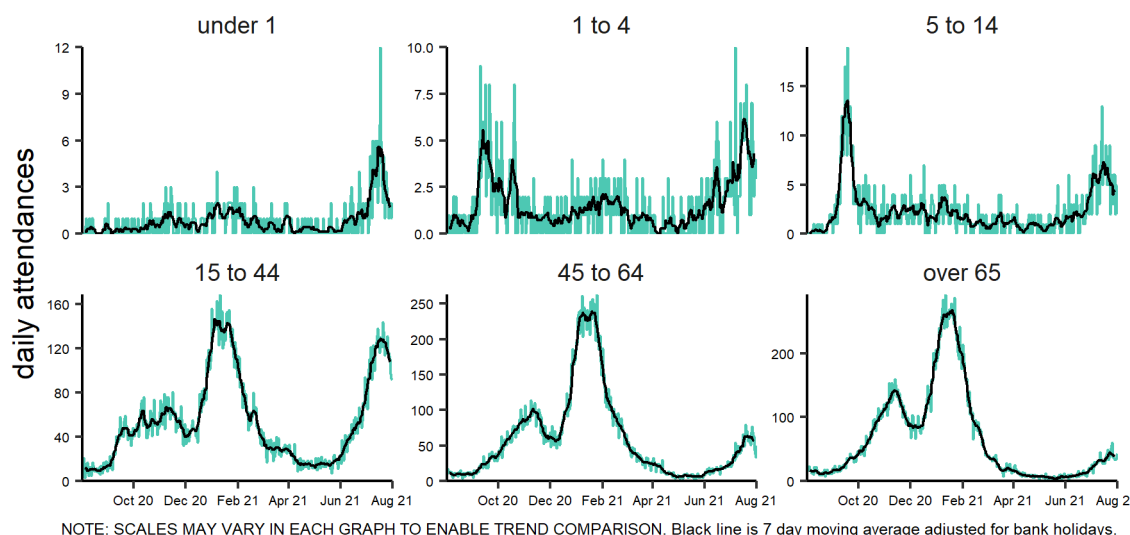 under 1
1 to 4
5 to 14
12
9
6
3
0
10.0
7.5
5.0
2.5
0.0
15
10
5
0
daily attendances
15 to 44
45 to 64
over 65
160
120
80
40
0
250
200
150
100
50
0
200
100
0
Oct 20 Dec 20 Feb 21 Apr 21 Jun 21 Aug 21
Oct 20 Dec 20 Feb 21 Apr 21 Jun 21 Aug 21
Oct 20 Dec 20 Feb 21 Apr 21 Jun 21 Aug 2
NOTE: SCALES MAY VARY IN EACH GRAPH TO ENABLE TREND COMPARISON. Black line is 7 day moving average adjusted for bank holidays.